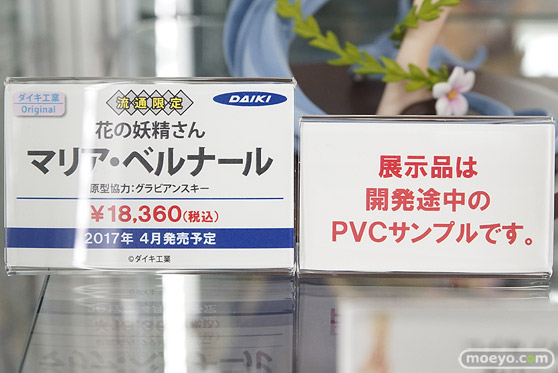 ダイキ工業
Original
流通限定
DAIKI
花の妖精さん
マリア・ベルナール
原型協力:グラビアンスキー
¥18,360(税込)
2017年 4月発売予定
©ダイキ工業
展示品は
開発途中の
PVCサンプルです。
moeyo.com